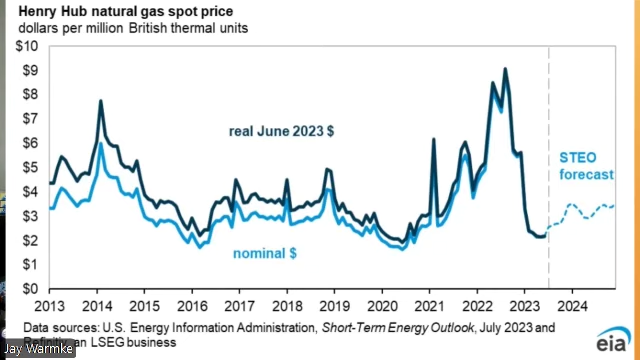 Henry Hub natural gas spot price
dollars per million British thermal units
$10
$9
$8
$7
$6
$5
$4
$3
$2
$1
$0
real June 2023 $
nominal $
STEO
forecast
2013 2014 2015 2016 2017 2018 2019 2020 2021 2022 2023 2024
Data sources: U.S. Energy Information Administration, Short-Term Energy Outlook, July 2023 and
Refinitiv, an LSEG business
Jay Warmke
eia